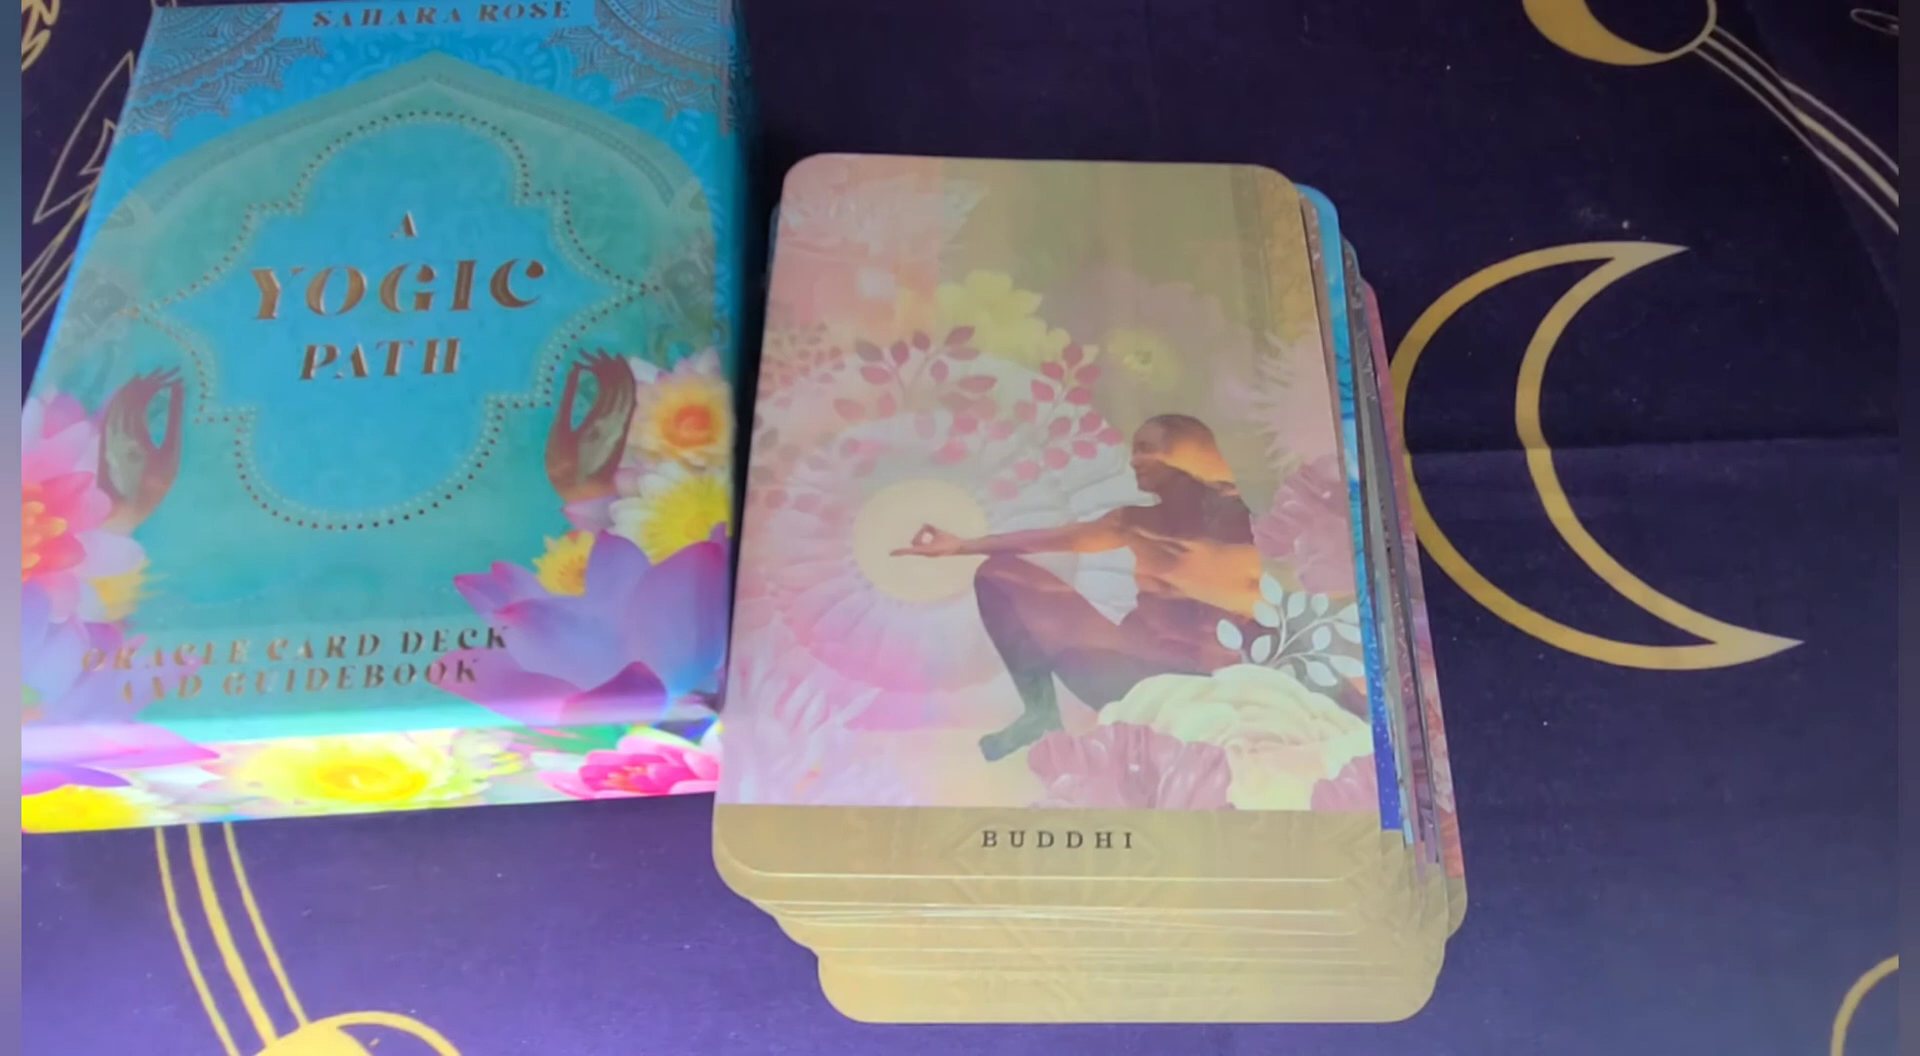 SAHARA ROSE
A
YOGIC
PATH
ORACLE CARD DECK
AND GUIDEBOOK
BUDDHI